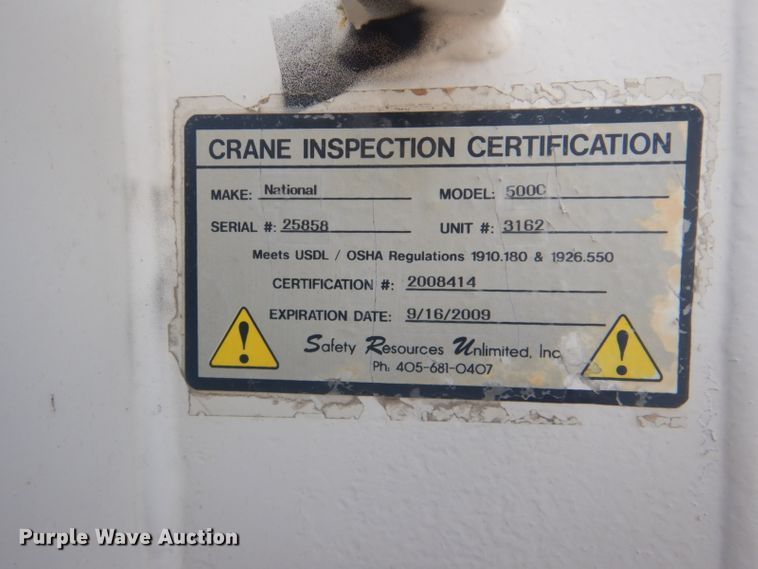 CRANE INSPECTION CERTIFICATION
MAKE: National MODEL: 500C
SERIAL #: 25858 UNIT #: 3162
Meets USDL / OSHA Regulations 1910.180 & 1926.550
CERTIFICATION #: 2008414
EXPIRATION DATE: 9/16/2009
Safety Resources Unlimited, Inc
Ph: 405-681-0407
Purple Wave Auction